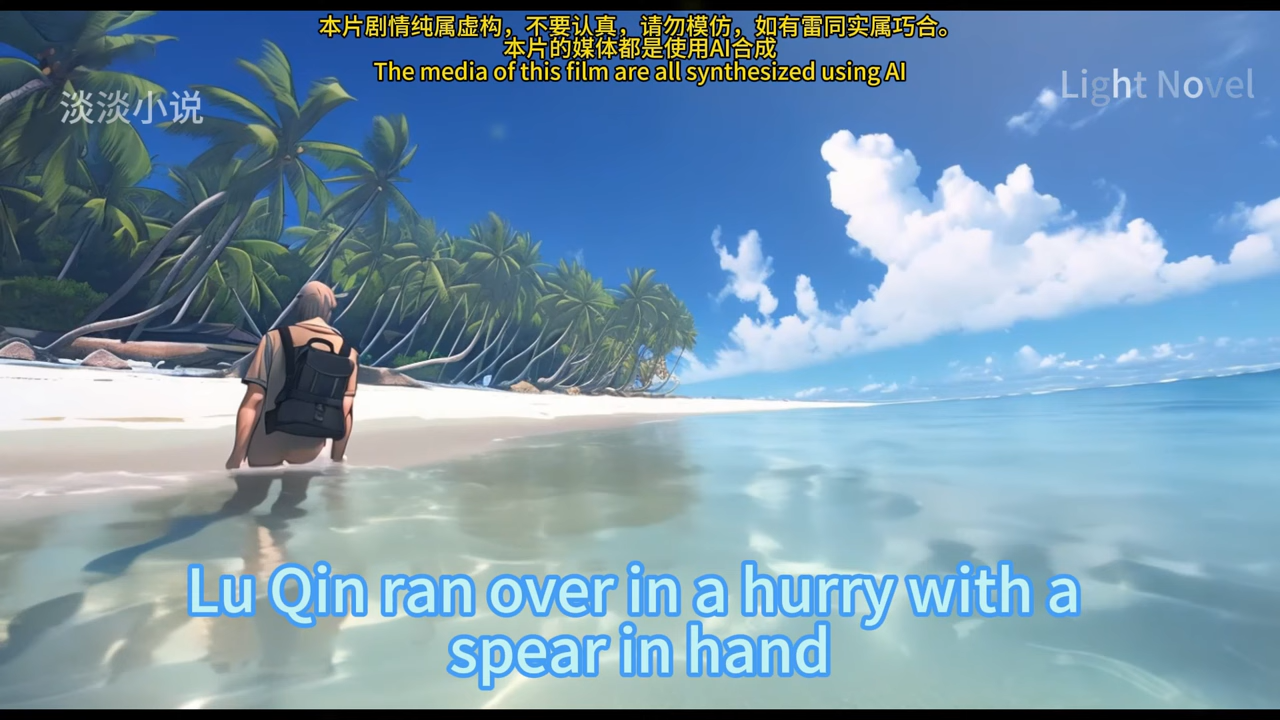 本片剧情纯属虚构，不要认真，请勿模仿，如有雷同实属巧合。
本片的媒体都是使用AI合成
The media of this film are all synthesized using AI
淡淡小说
Light Novel
Lu Qin ran over in a hurry with a
spear in hand